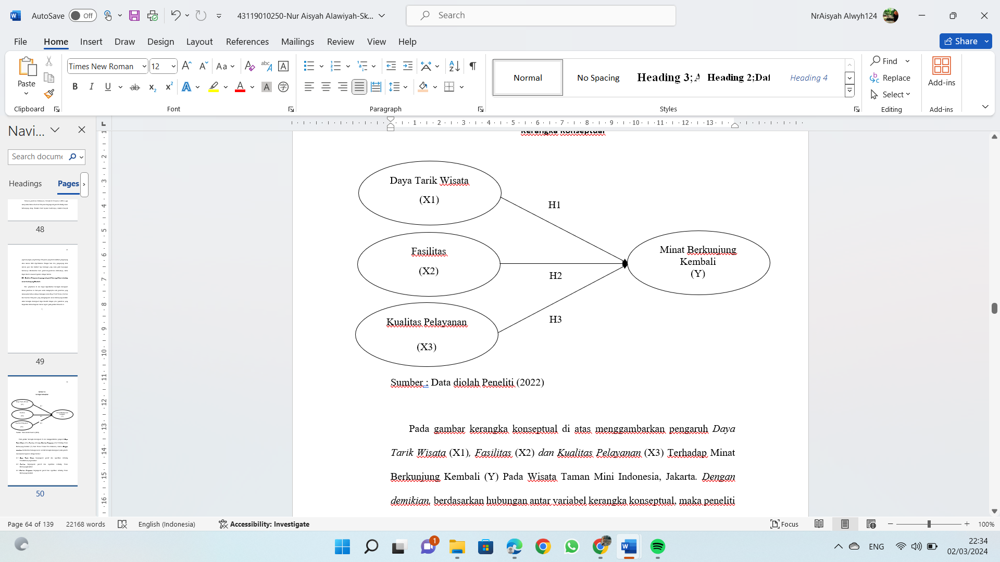 AutoSave Off 43119010250-Nur Aisyah Alawiyah-Sk... Search NrAisyah Alwyh124
File Home Insert Draw Design Layout References Mailings Review View Help Share
Paste Times New Roman 12 Aa Normal No Spacing Heading 3;A Heading 2;Daf Heading 4 Find Replace Select Add-ins
Clipboard Font Paragraph Styles Editing Add-ins
Navi...
Search docume
Headings Pages
48
49
50
Kerangka Konseptual
Daya Tarik Wisata
(X1)
H1
Fasilitas
(X2)
H2
Minat Berkunjung
Kembali
(Y)
Kualitas Pelayanan
(X3)
H3
Sumber : Data diolah Peneliti (2022)
Pada gambar kerangka konseptual di atas menggambarkan pengaruh Daya
Tarik Wisata (X1), Fasilitas (X2) dan Kualitas Pelayanan (X3) Terhadap Minat
Berkunjung Kembali (Y) Pada Wisata Taman Mini Indonesia, Jakarta. Dengan
demikian, berdasarkan hubungan antar variabel kerangka konseptual, maka peneliti
Page 64 of 139 22168 words English (Indonesia) Accessibility: Investigate Focus 100%
ENG 22:34
02/03/2024